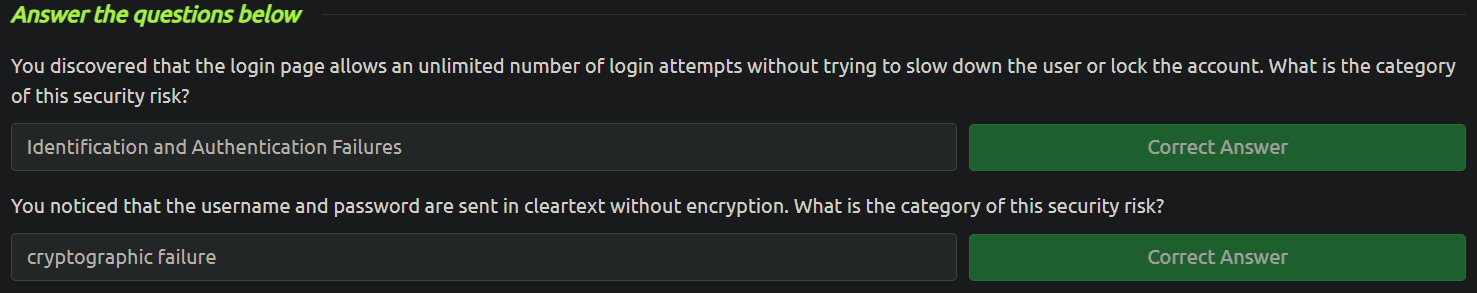 Answer the questions below
You discovered that the login page allows an unlimited number of login attempts without trying to slow down the user or lock the account. What is the category
of this security risk?
Identification and Authentication Failures
Correct Answer
You noticed that the username and password are sent in cleartext without encryption. What is the category of this security risk?
cryptographic failure
Correct Answer